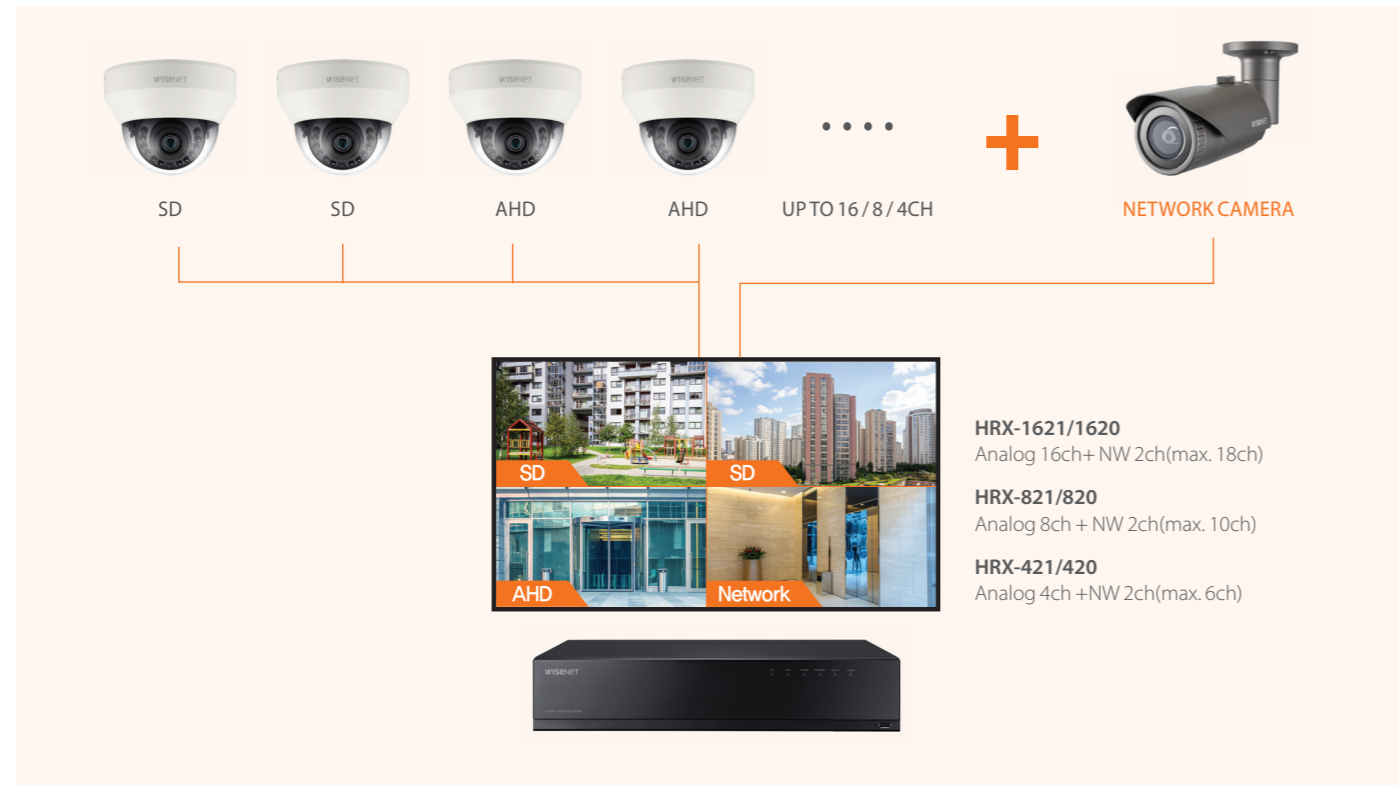 WISENET
WISENET
WISENET
WISENET
WISENET
SD
SD
AHD
AHD
UP TO 16 / 8 / 4CH
NETWORK CAMERA
SD
SD
AHD
Network
HRX-1621/1620
Analog 16ch+ NW 2ch(max. 18ch)
HRX-821/820
Analog 8ch + NW 2ch(max. 10ch)
HRX-421/420
Analog 4ch +NW 2ch(max. 6ch)
WISENET